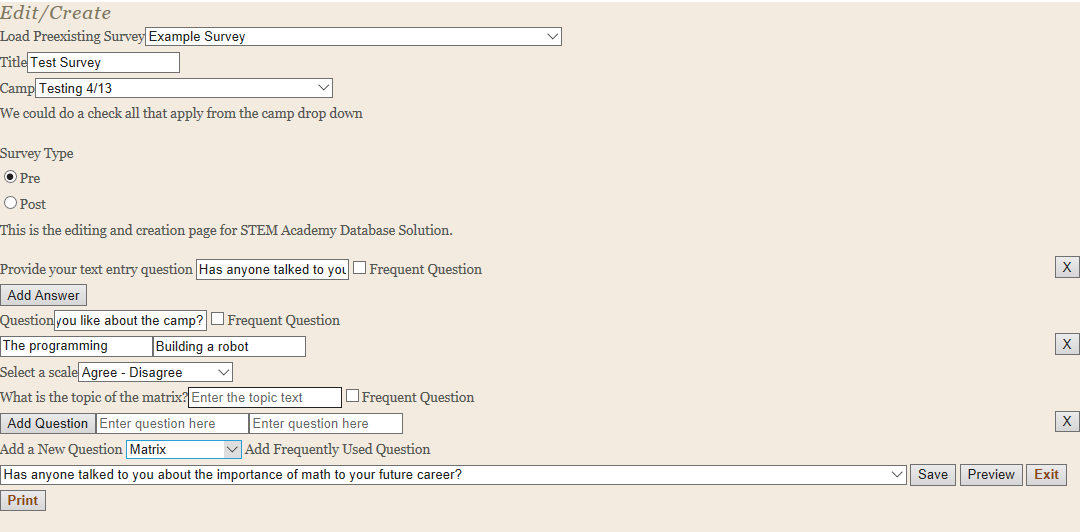 Edit/Create
Load Preexisting Survey Example Survey
Title Test Survey
Camp Testing 4/13
We could do a check all that apply from the camp drop down
Survey Type
Pre
Post
This is the editing and creation page for STEM Academy Database Solution.
Provide your text entry question Has anyone talked to you Frequent Question X
Add Answer
Question you like about the camp? Frequent Question
The programming Building a robot X
Select a scale Agree - Disagree
What is the topic of the matrix? Enter the topic text Frequent Question
Add Question Enter question here Enter question here X
Add a New Question Matrix Add Frequently Used Question
Has anyone talked to you about the importance of math to your future career? Save Preview Exit
Print